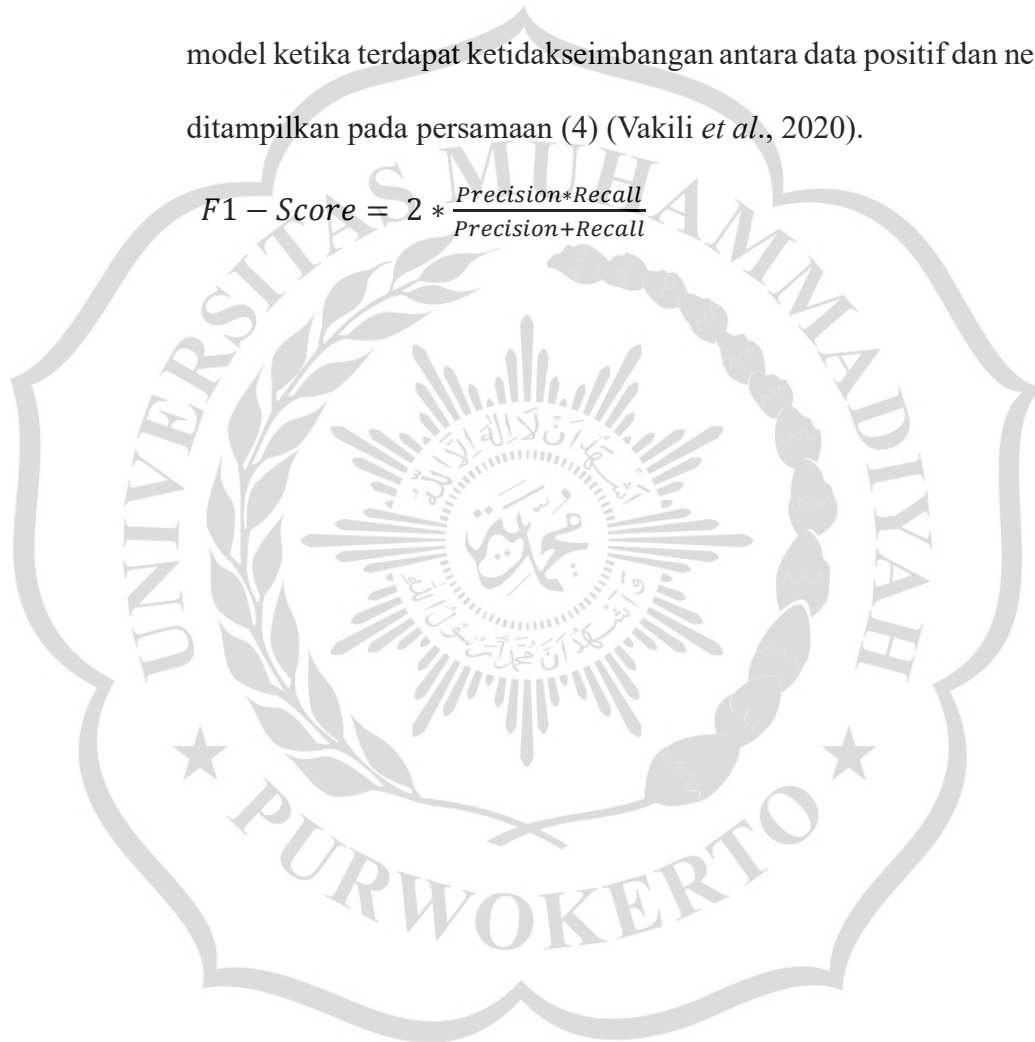 model ketika terdapat ketidakseimbangan antara data positif dan ne
ditampilkan pada persamaan (4) (Vakili et al., 2020).
F1 − Score = 2 ∗ Precision∗Recall / Precision+Recall
UNIVERSITAS MUHAMMADIYAH
PURWOKERTO